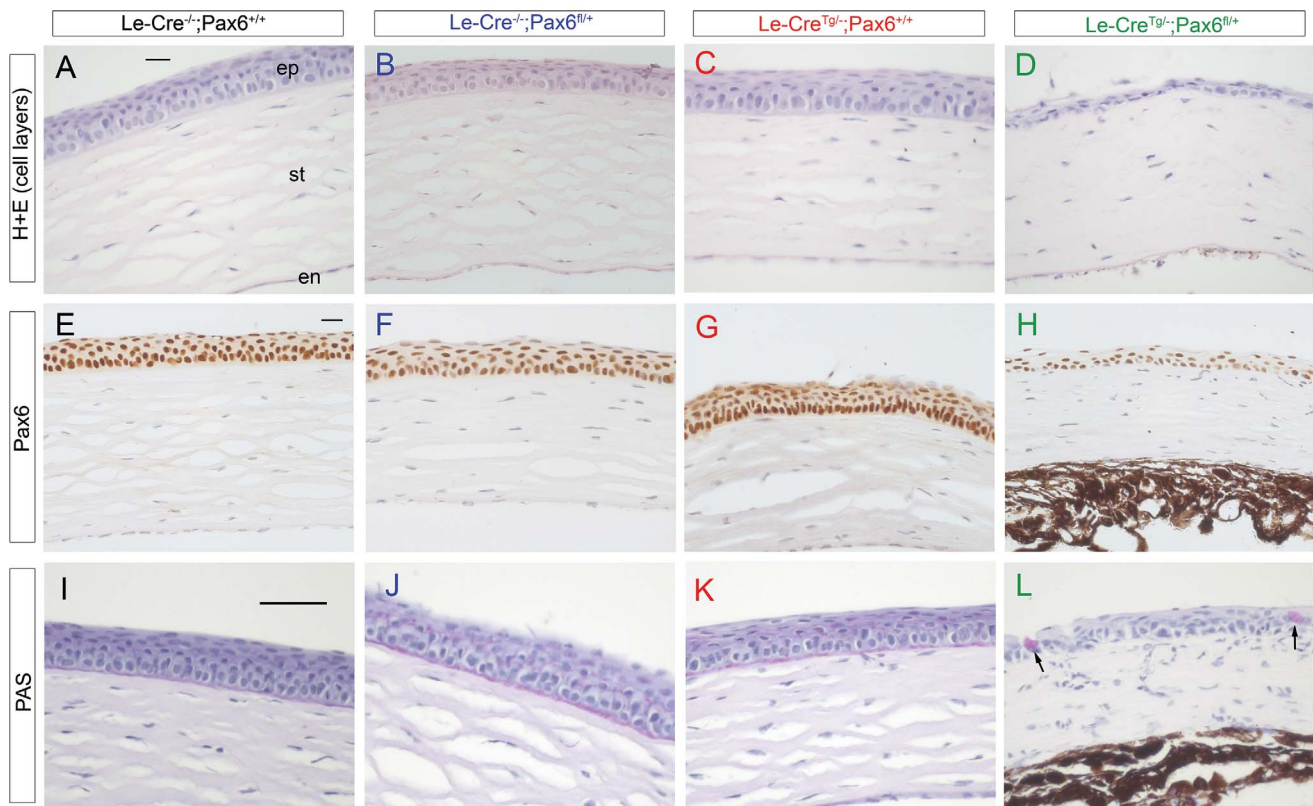 Le-Cre-/-;Pax6+/+
Le-Cre-/-;Pax6fl/+
Le-CreTg/-;Pax6+/+
Le-CreTg/-;Pax6fl/+
H+E (cell layers)
A
ep
st
en
B
C
D
Pax6
E
F
G
H
PAS
I
J
K
L